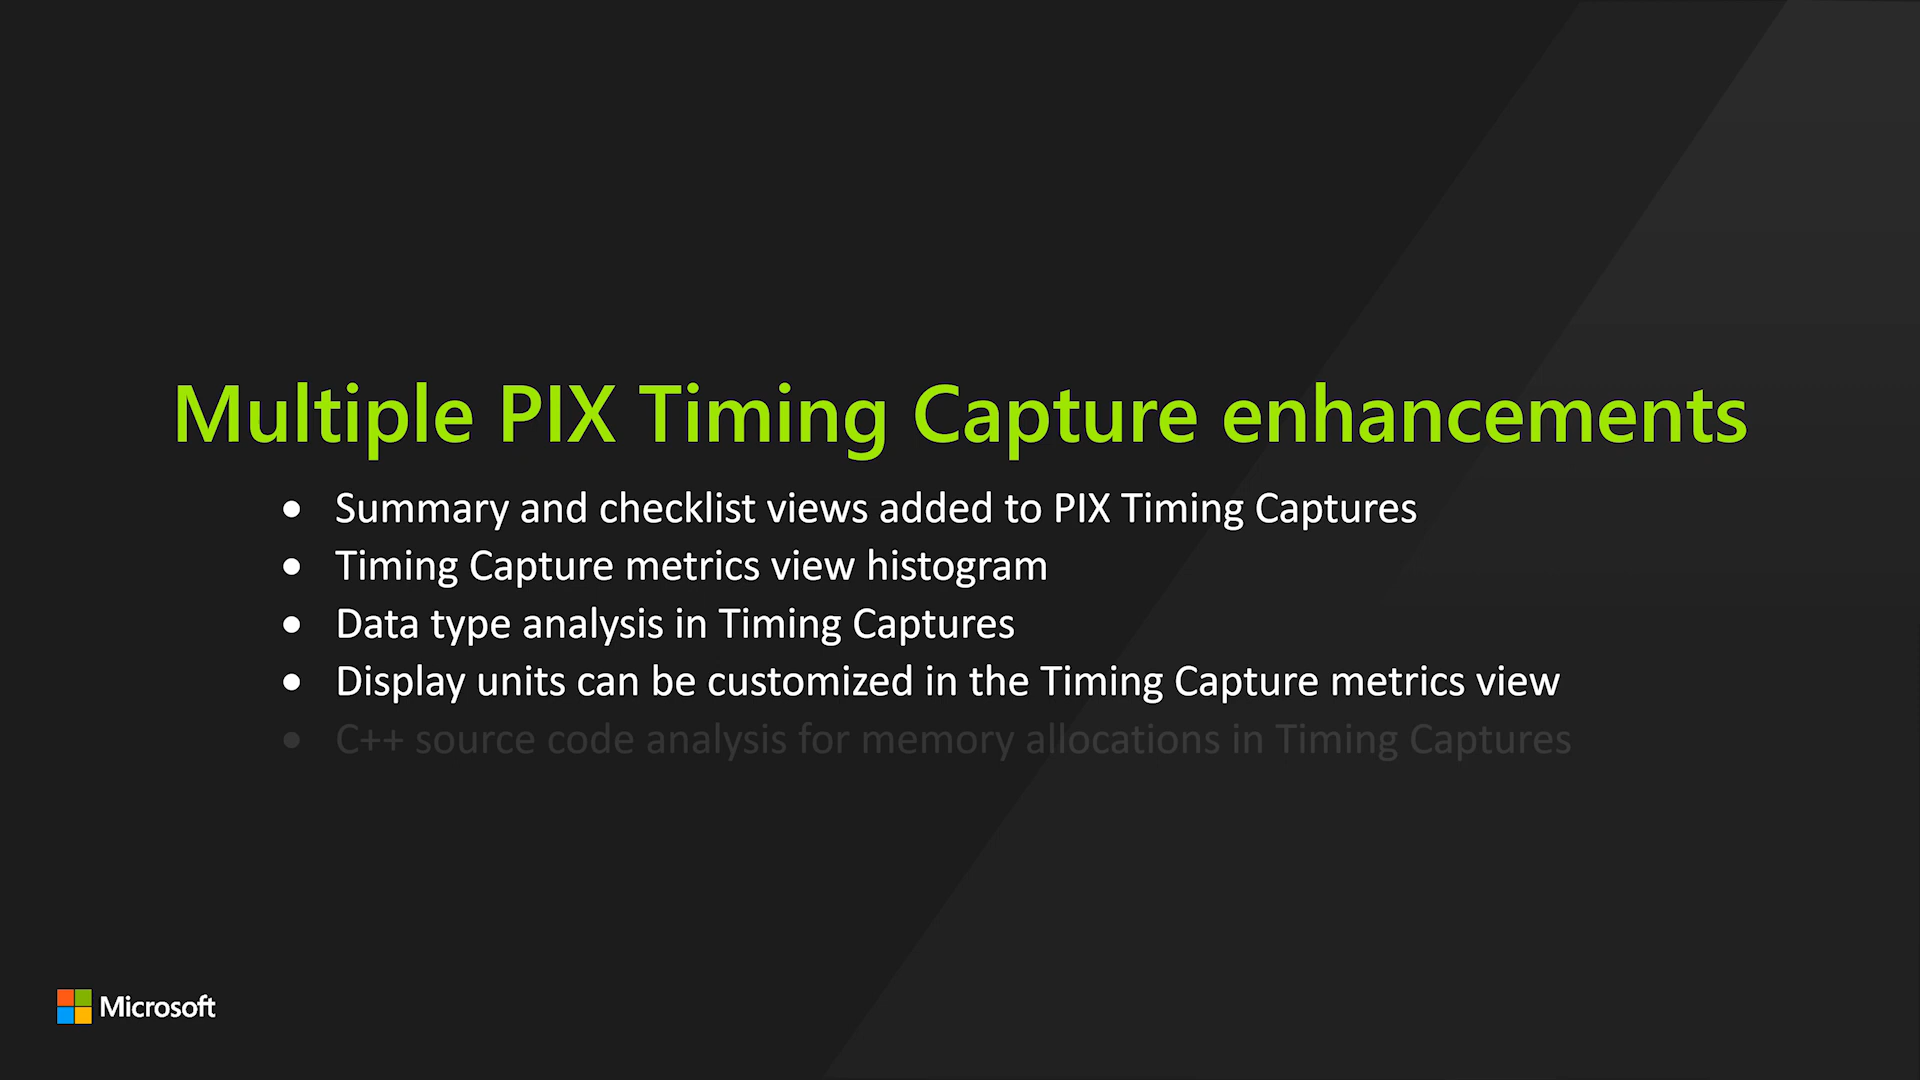 Multiple PIX Timing Capture enhancements
• Summary and checklist views added to PIX Timing Captures
• Timing Capture metrics view histogram
• Data type analysis in Timing Captures
• Display units can be customized in the Timing Capture metrics view
• C++ source code analysis for memory allocations in Timing Captures
Microsoft